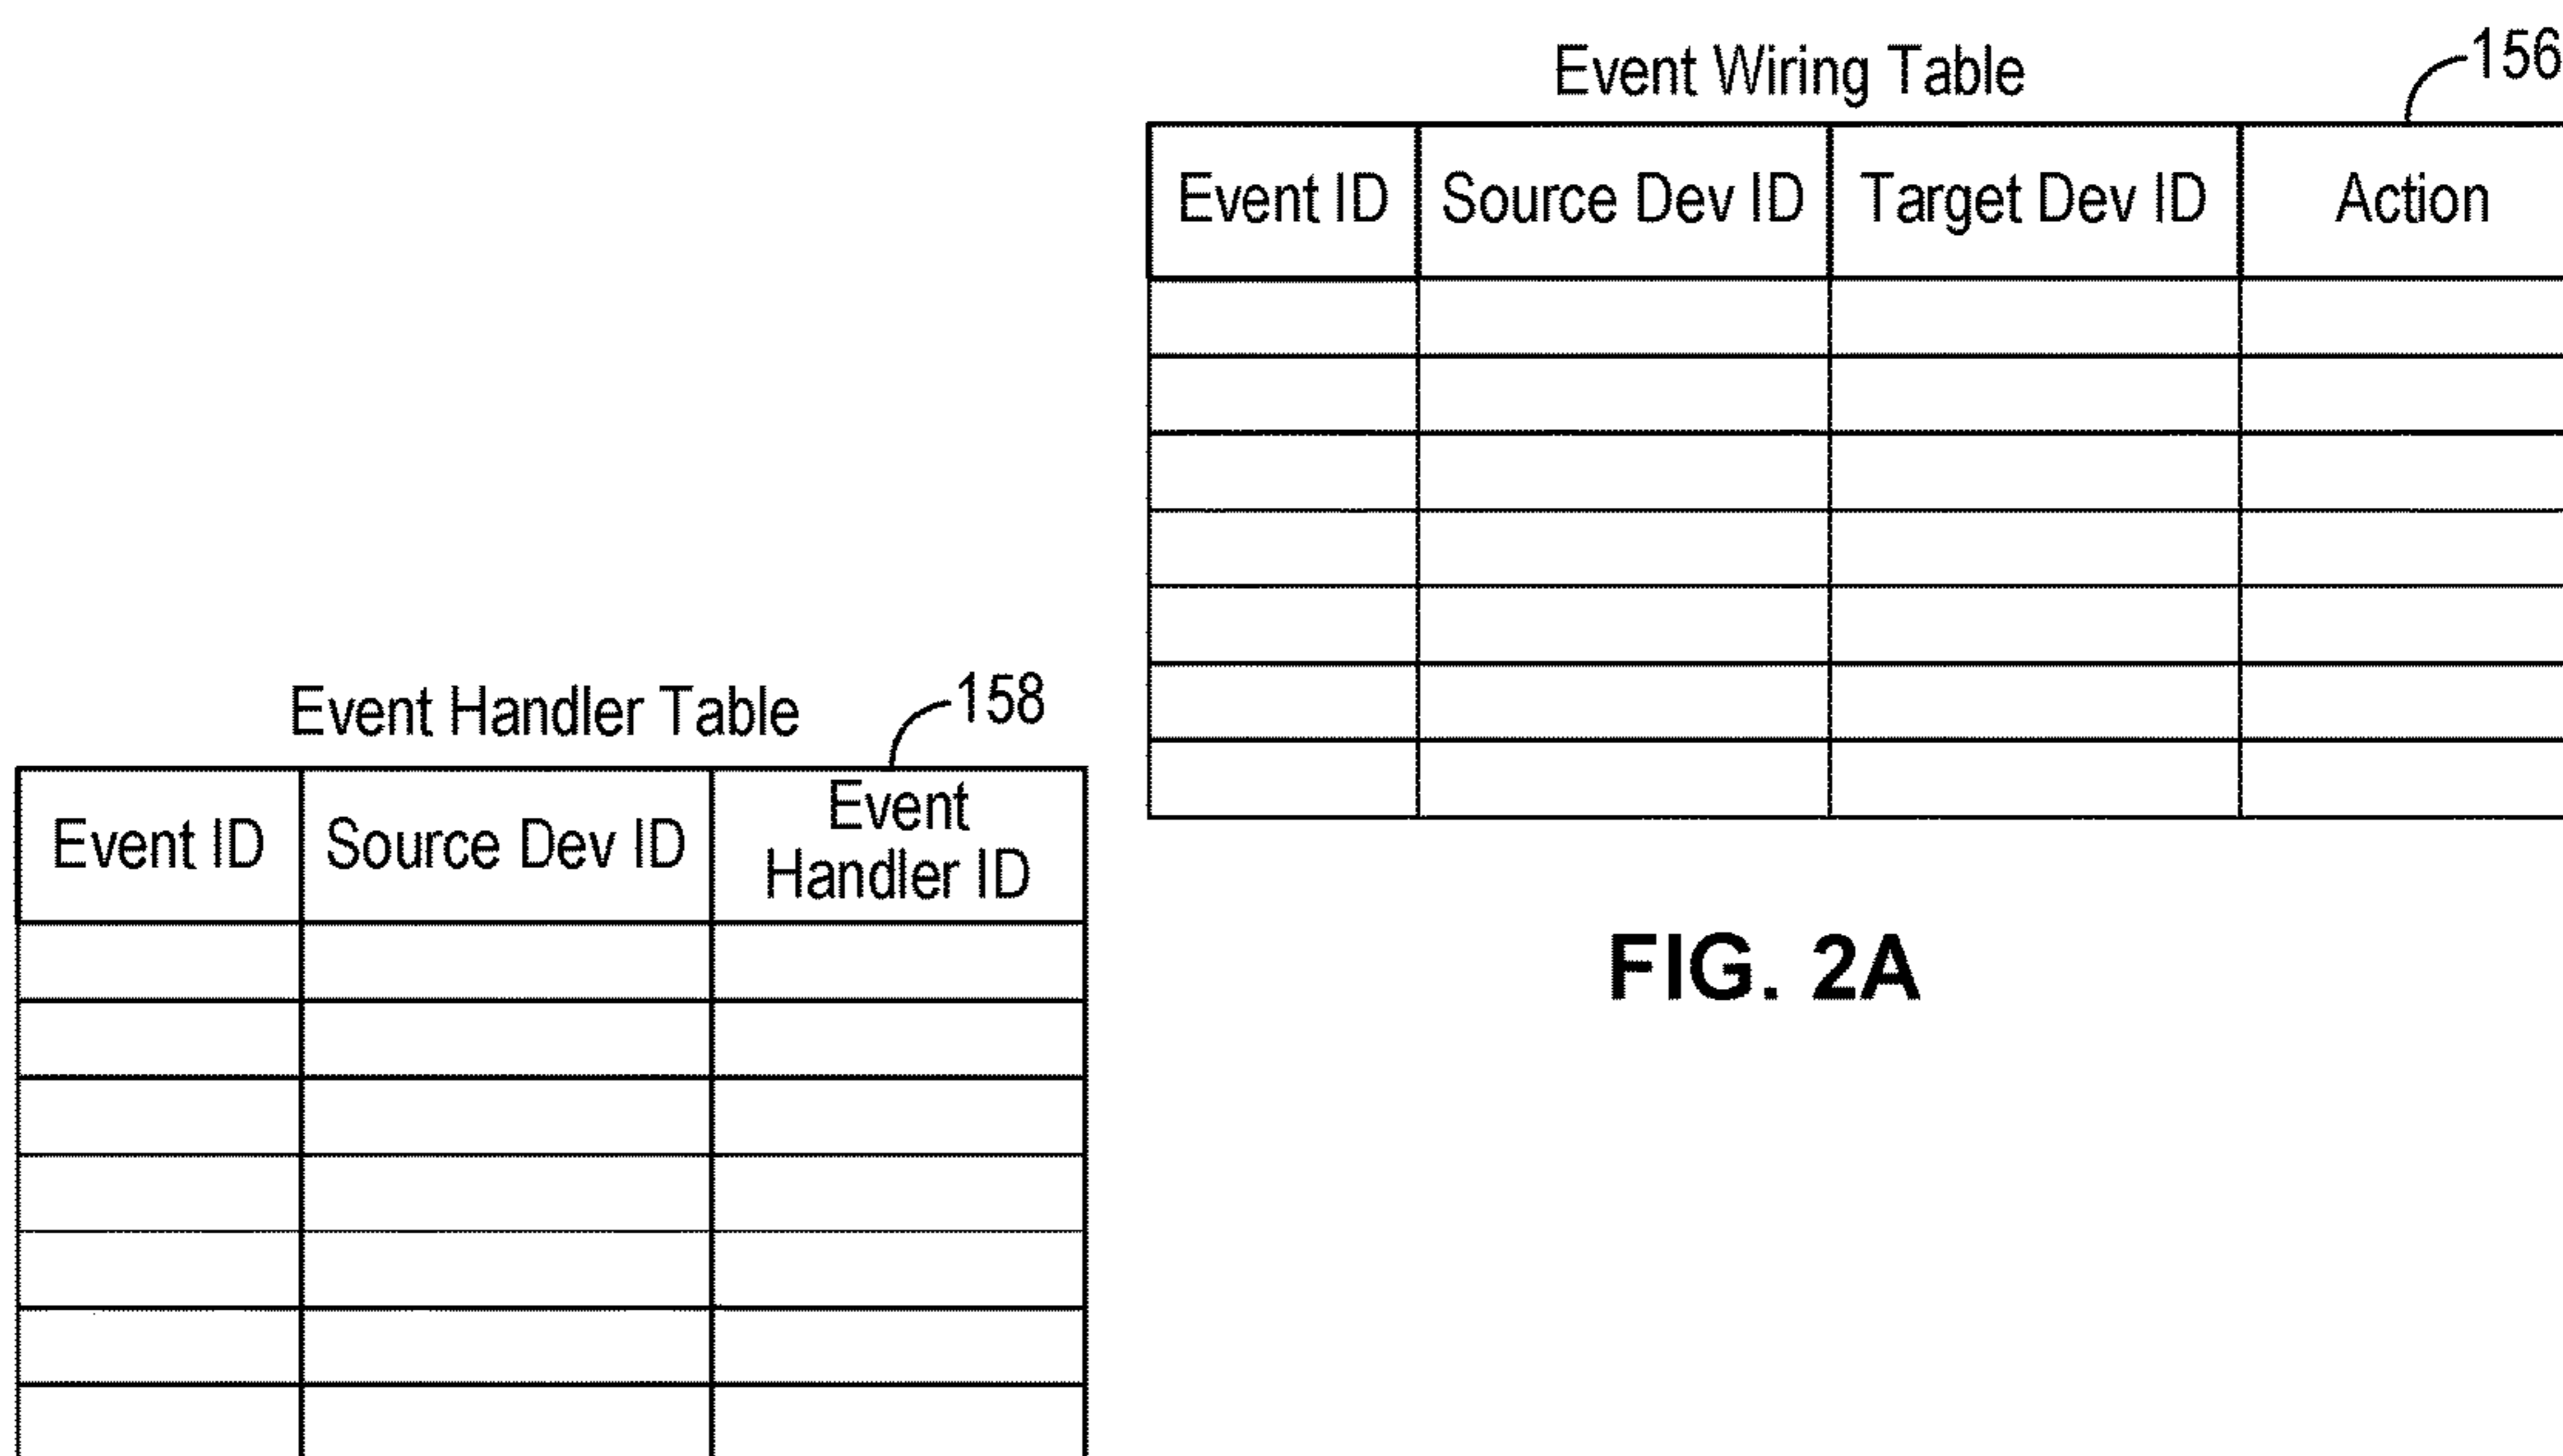 Event Wiring Table
156
Event ID Source Dev ID Target Dev ID Action
Event Handler Table
158
Event ID Source Dev ID Event
Handler ID
FIG. 2A